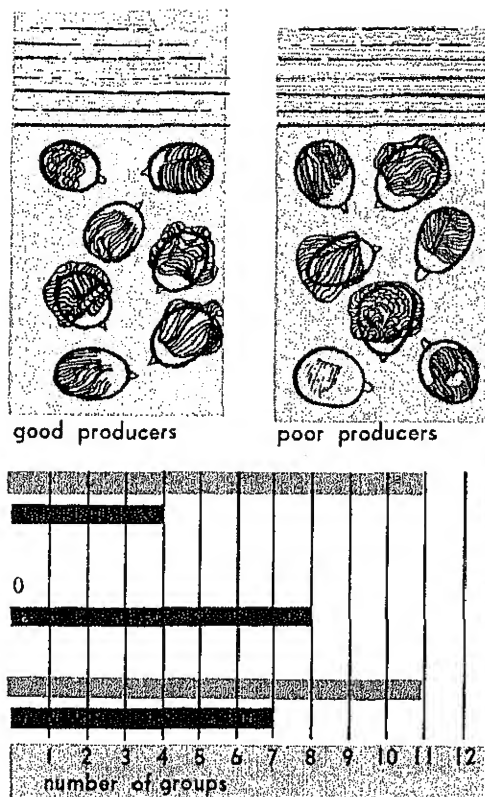 good producers
poor producers
0
1 2 3 4 5 6 7 8 9 10 11 12
number of groups